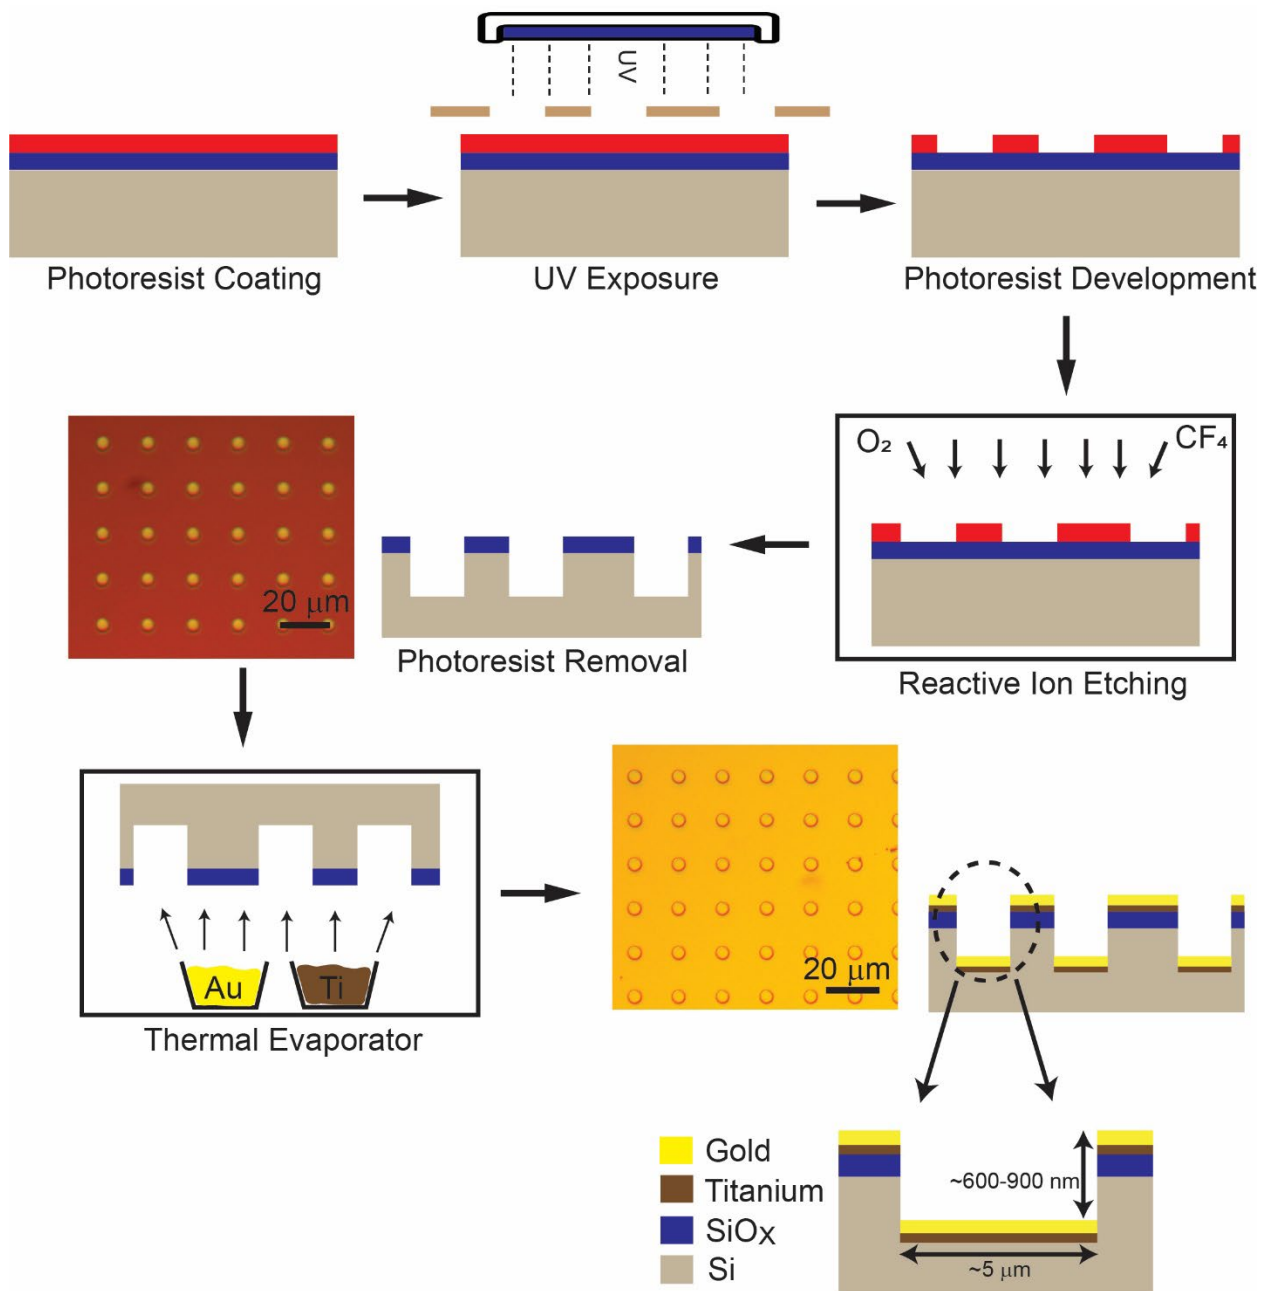 UV
Photoresist Coating
UV Exposure
Photoresist Development
O₂
CF₄
20 μm
Photoresist Removal
Reactive Ion Etching
Au
Ti
Thermal Evaporator
20 μm
~600-900 nm
~5 μm
Gold
Titanium
SiOx
Si